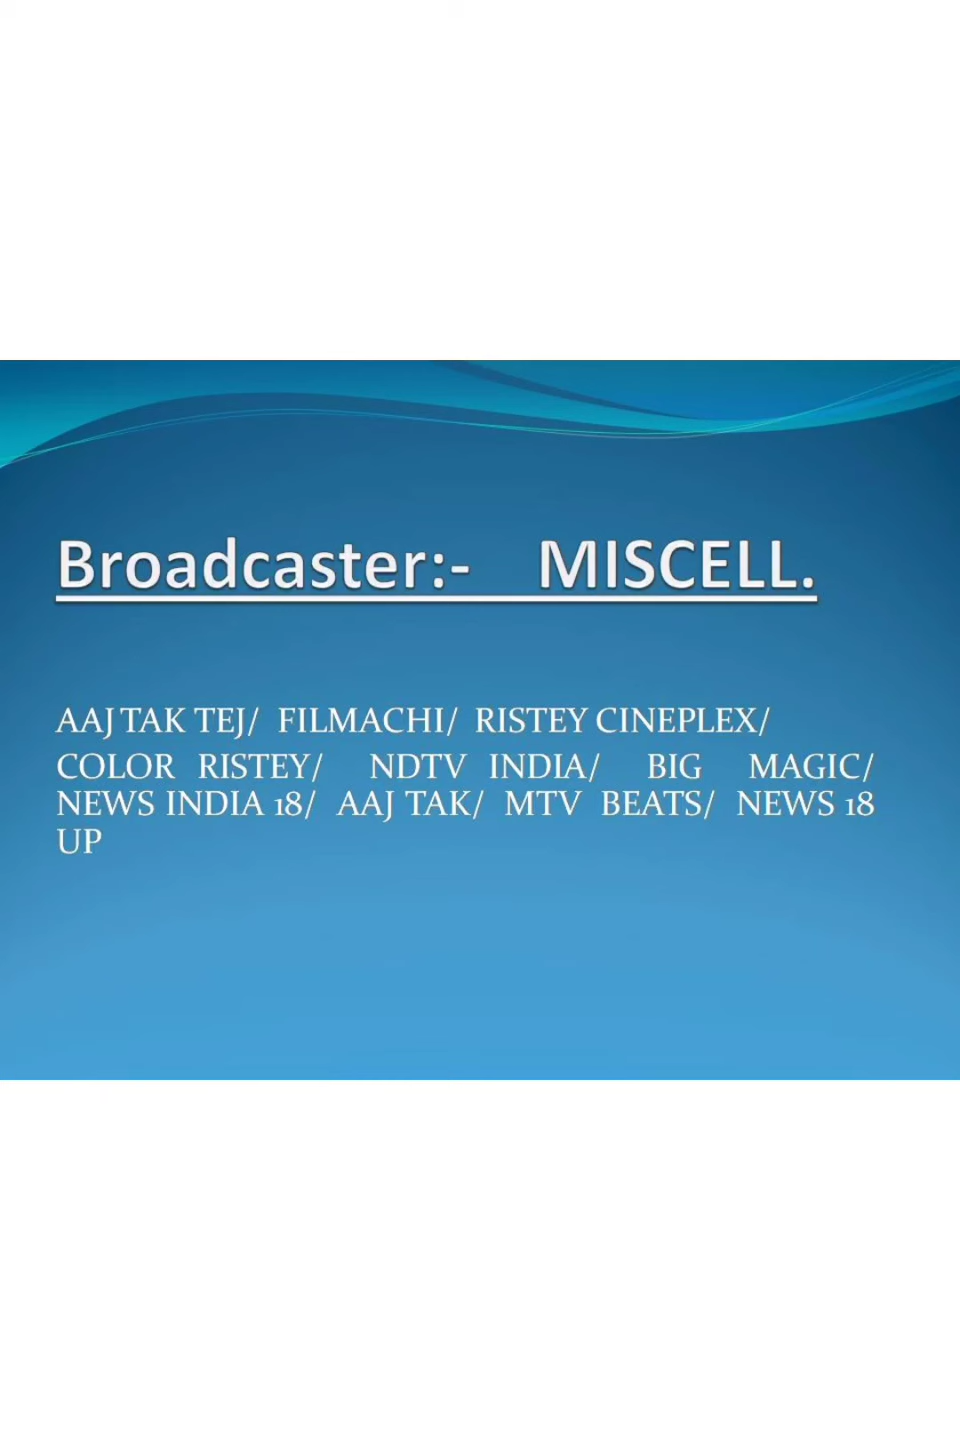 Broadcaster:- MISCELL.
AAJ TAK TEJ/ FILMACHI/ RISTEY CINEPLEX/
COLOR RISTEY/ NDTV INDIA/ BIG MAGIC/
NEWS INDIA 18/ AAJ TAK/ MTV BEATS/ NEWS 18
UP